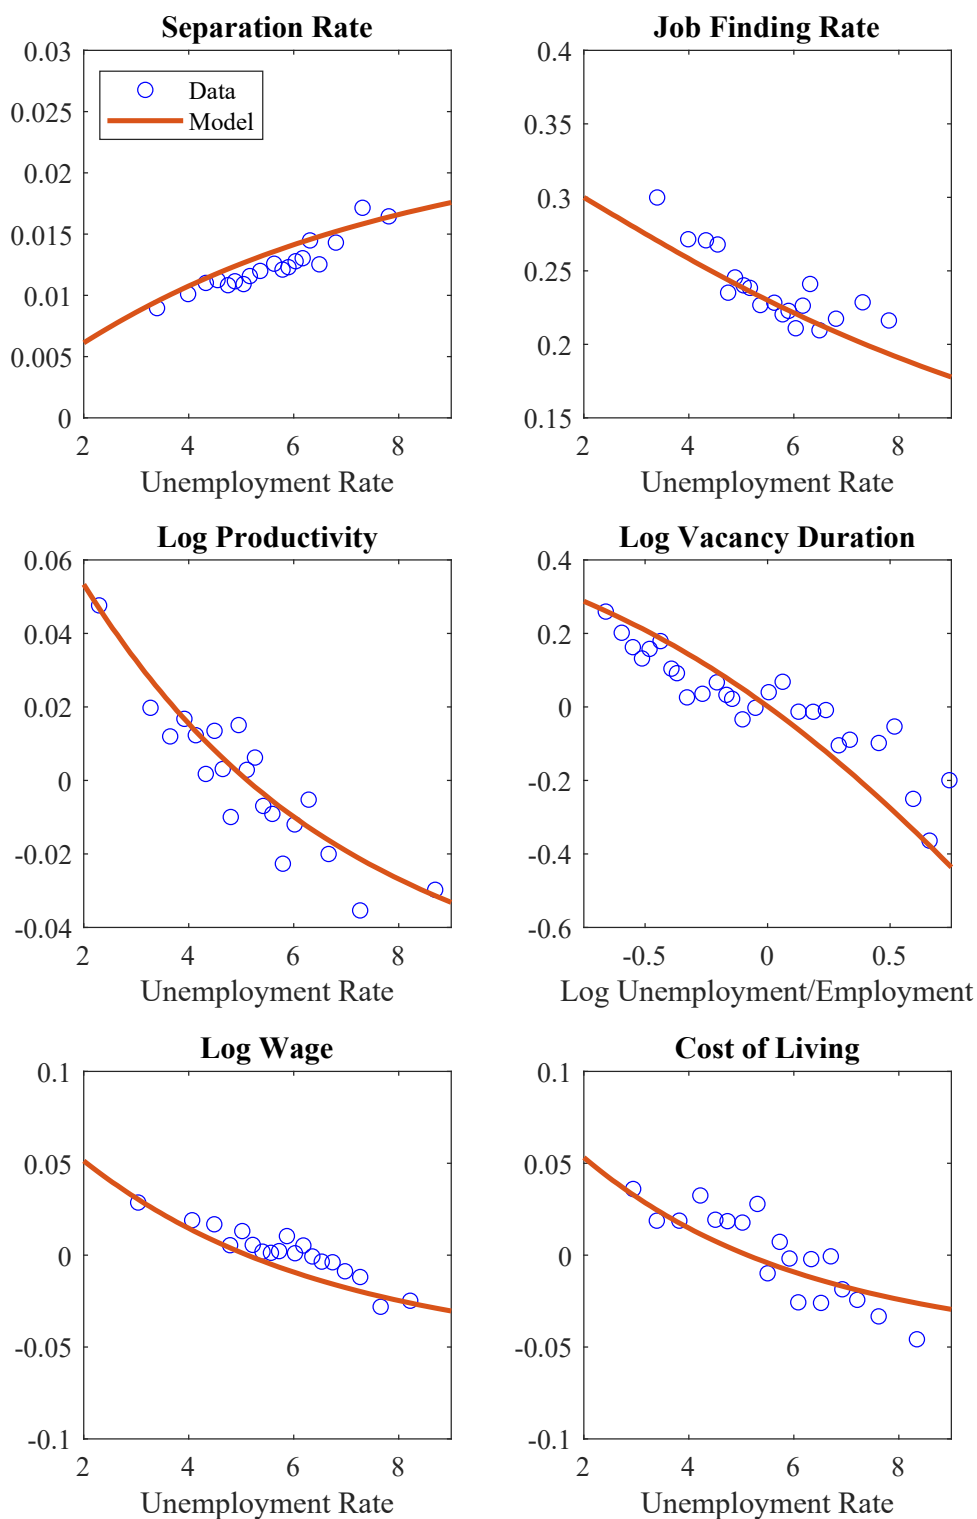 Separation Rate
0.03
0.025
0.02
0.015
0.01
0.005
0
Data
Model
2 4 6 8
Unemployment Rate
Job Finding Rate
0.4
0.35
0.3
0.25
0.2
0.15
2 4 6 8
Unemployment Rate
Log Productivity
0.06
0.04
0.02
0
-0.02
-0.04
2 4 6 8
Unemployment Rate
Log Vacancy Duration
0.4
0.2
0
-0.2
-0.4
-0.6
-0.5 0 0.5
Log Unemployment/Employment
Log Wage
0.1
0.05
0
-0.05
-0.1
2 4 6 8
Unemployment Rate
Cost of Living
0.1
0.05
0
-0.05
-0.1
2 4 6 8
Unemployment Rate